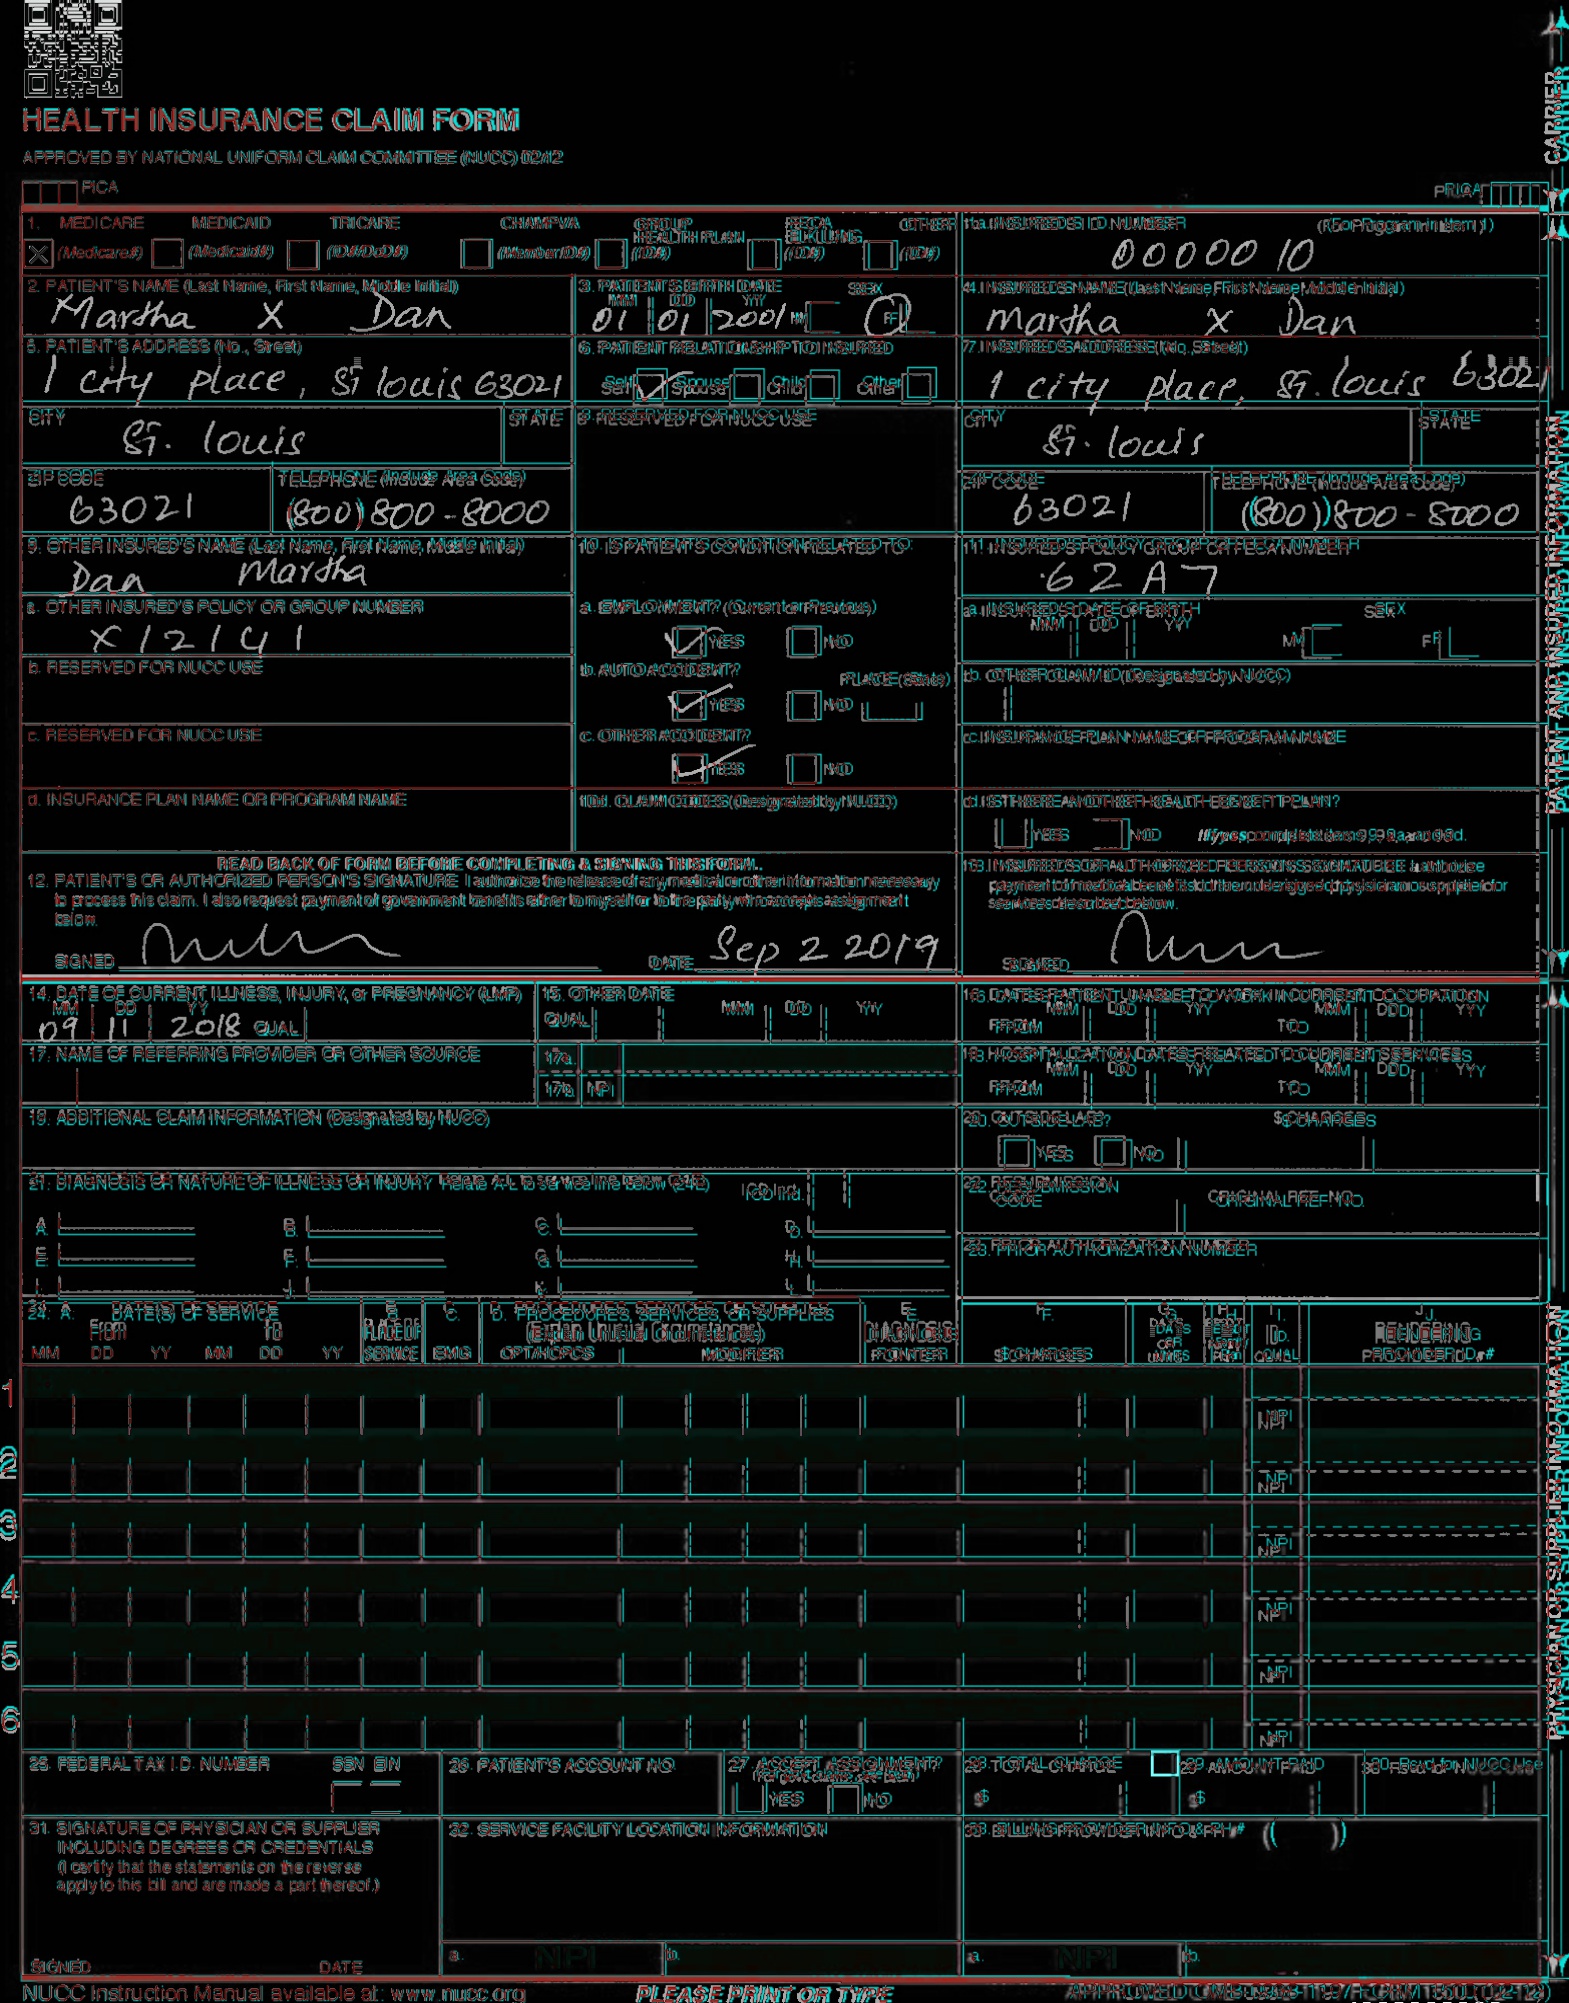 HEALTH INSURANCE CLAIM FORM
APPROVED BY NATIONAL UNIFORM CLAIM COMMITTEE (NUCC) 02/12
CARRIER
PICA PICA
1. MEDICARE MEDICAID TRICARE CHAMPVA GROUP HEALTH PLAN FECA BLK LUNG OTHER
(Medicare#) (Medicaid#) (ID#/DoD#) (Member ID#) (ID#) (ID#) (ID#)
1a. INSURED'S I.D. NUMBER (For Program in Item 1)
0000010
2. PATIENT'S NAME (Last Name, First Name, Middle Initial)
Martha X Dan
3. PATIENT'S BIRTH DATE SEX
MM DD YY
01 01 2001 M F
4. INSURED'S NAME (Last Name, First Name, Middle Initial)
Martha X Dan
5. PATIENT'S ADDRESS (No., Street)
1 city place, St louis 63021
6. PATIENT RELATIONSHIP TO INSURED
Self Spouse Child Other
7. INSURED'S ADDRESS (No., Street)
1 city place, St. louis 63021
CITY STATE
St. louis
8. RESERVED FOR NUCC USE
CITY STATE
St. louis
ZIP CODE TELEPHONE (Include Area Code)
63021 (800) 800-8000
ZIP CODE TELEPHONE (Include Area Code)
63021 (800) 800-8000
9. OTHER INSURED'S NAME (Last Name, First Name, Middle Initial)
Dan Martha
10. IS PATIENT'S CONDITION RELATED TO:
11. INSURED'S POLICY GROUP OR FECA NUMBER
62A7
a. OTHER INSURED'S POLICY OR GROUP NUMBER
X12141
a. EMPLOYMENT? (Current or Previous)
YES NO
a. INSURED'S DATE OF BIRTH SEX
MM DD YY M F
b. RESERVED FOR NUCC USE
b. AUTO ACCIDENT? PLACE (State)
YES NO
b. OTHER CLAIM ID (Designated by NUCC)
c. RESERVED FOR NUCC USE
c. OTHER ACCIDENT?
YES NO
c. INSURANCE PLAN NAME OR PROGRAM NAME
d. INSURANCE PLAN NAME OR PROGRAM NAME
10d. CLAIM CODES (Designated by NUCC)
d. IS THERE ANOTHER HEALTH BENEFIT PLAN?
YES NO If yes, complete items 9, 9a, and 9d.
READ BACK OF FORM BEFORE COMPLETING & SIGNING THIS FORM.
12. PATIENT'S OR AUTHORIZED PERSON'S SIGNATURE I authorize the release of any medical or other information necessary
to process this claim. I also request payment of government benefits either to myself or to the party who accepts assignment
below.
SIGNED DATE Sep 2 2019
13. INSURED'S OR AUTHORIZED PERSON'S SIGNATURE I authorize
payment of medical benefits to the undersigned physician or supplier for
services described below.
SIGNED
PATIENT AND INSURED INFORMATION
14. DATE OF CURRENT ILLNESS, INJURY, or PREGNANCY (LMP)
MM DD YY
09 11 2018 QUAL.
15. OTHER DATE
QUAL. MM DD YY
16. DATES PATIENT UNABLE TO WORK IN CURRENT OCCUPATION
MM DD YY MM DD YY
FROM TO
17. NAME OF REFERRING PROVIDER OR OTHER SOURCE
17a.
17b. NPI
18. HOSPITALIZATION DATES RELATED TO CURRENT SERVICES
MM DD YY MM DD YY
FROM TO
19. ADDITIONAL CLAIM INFORMATION (Designated by NUCC)
20. OUTSIDE LAB? $ CHARGES
YES NO
21. DIAGNOSIS OR NATURE OF ILLNESS OR INJURY Relate A-L to service line below (24E) ICD Ind.
A. B. C. D.
E. F. G. H.
I. J. K. L.
22. RESUBMISSION CODE ORIGINAL REF. NO.
23. PRIOR AUTHORIZATION NUMBER
24. A. DATE(S) OF SERVICE B. C. D. PROCEDURES, SERVICES, OR SUPPLIES E. F. G. H. I. J.
From To PLACE OF (Explain Unusual Circumstances) DIAGNOSIS DAYS OR UNITS EPSDT Family Plan ID. RENDERING
MM DD YY MM DD YY SERVICE EMG CPT/HCPCS MODIFIER POINTER $ CHARGES QUAL. PROVIDER ID. #
1 NPI
2 NPI
3 NPI
4 NPI
5 NPI
6 NPI
PHYSICIAN OR SUPPLIER INFORMATION
25. FEDERAL TAX I.D. NUMBER SSN EIN
26. PATIENT'S ACCOUNT NO.
27. ACCEPT ASSIGNMENT?
(For govt. claims, see back)
YES NO
28. TOTAL CHARGE
$
29. AMOUNT PAID
$
30. Rsvd for NUCC Use
31. SIGNATURE OF PHYSICIAN OR SUPPLIER
INCLUDING DEGREES OR CREDENTIALS
(I certify that the statements on the reverse
apply to this bill and are made a part thereof.)
SIGNED DATE
32. SERVICE FACILITY LOCATION INFORMATION
a. NPI b.
33. BILLING PROVIDER INFO & PH # ( )
a. NPI b.
NUCC Instruction Manual available at: www.nucc.org
PLEASE PRINT OR TYPE
APPROVED OMB-0938-1197 FORM 1500 (02-12)